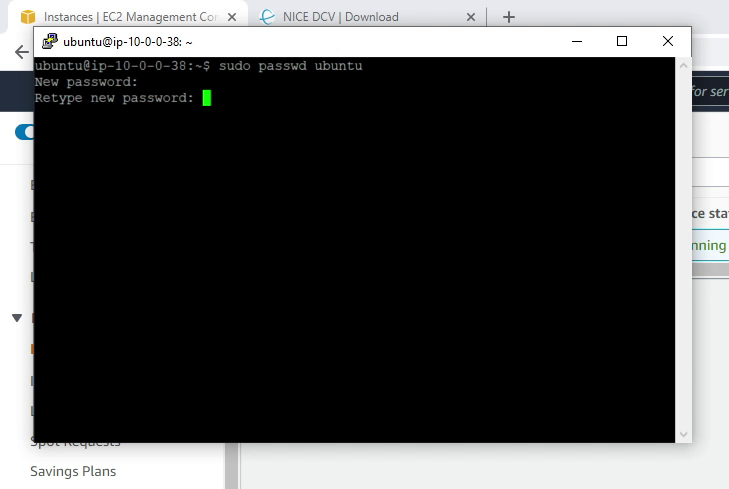 Instances | EC2 Management Con
NICE DCV | Download
ubuntu@ip-10-0-0-38: ~
ubuntu@ip-10-0-0-38:~$ sudo passwd ubuntu
New password:
Retype new password:
for ser
ce sta
nning
Spot Requests
Savings Plans